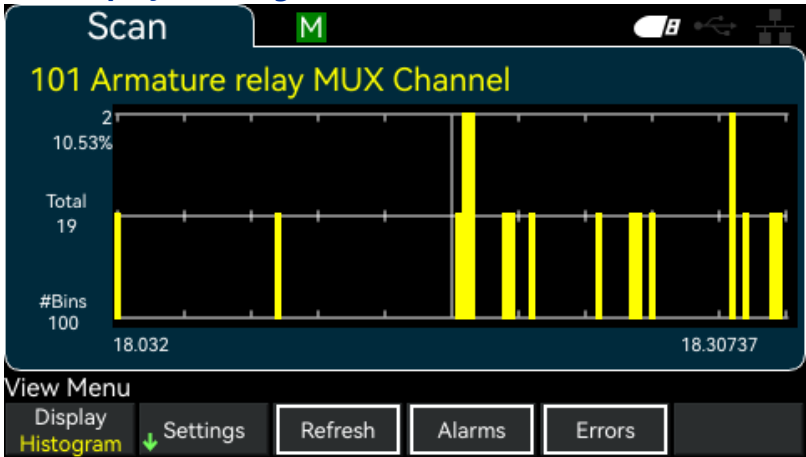 Scan
M
8
101 Armature relay MUX Channel
2
10.53%
Total
19
#Bins
100
18.032
18.30737
View Menu
Display
Histogram
Settings
Refresh
Alarms
Errors